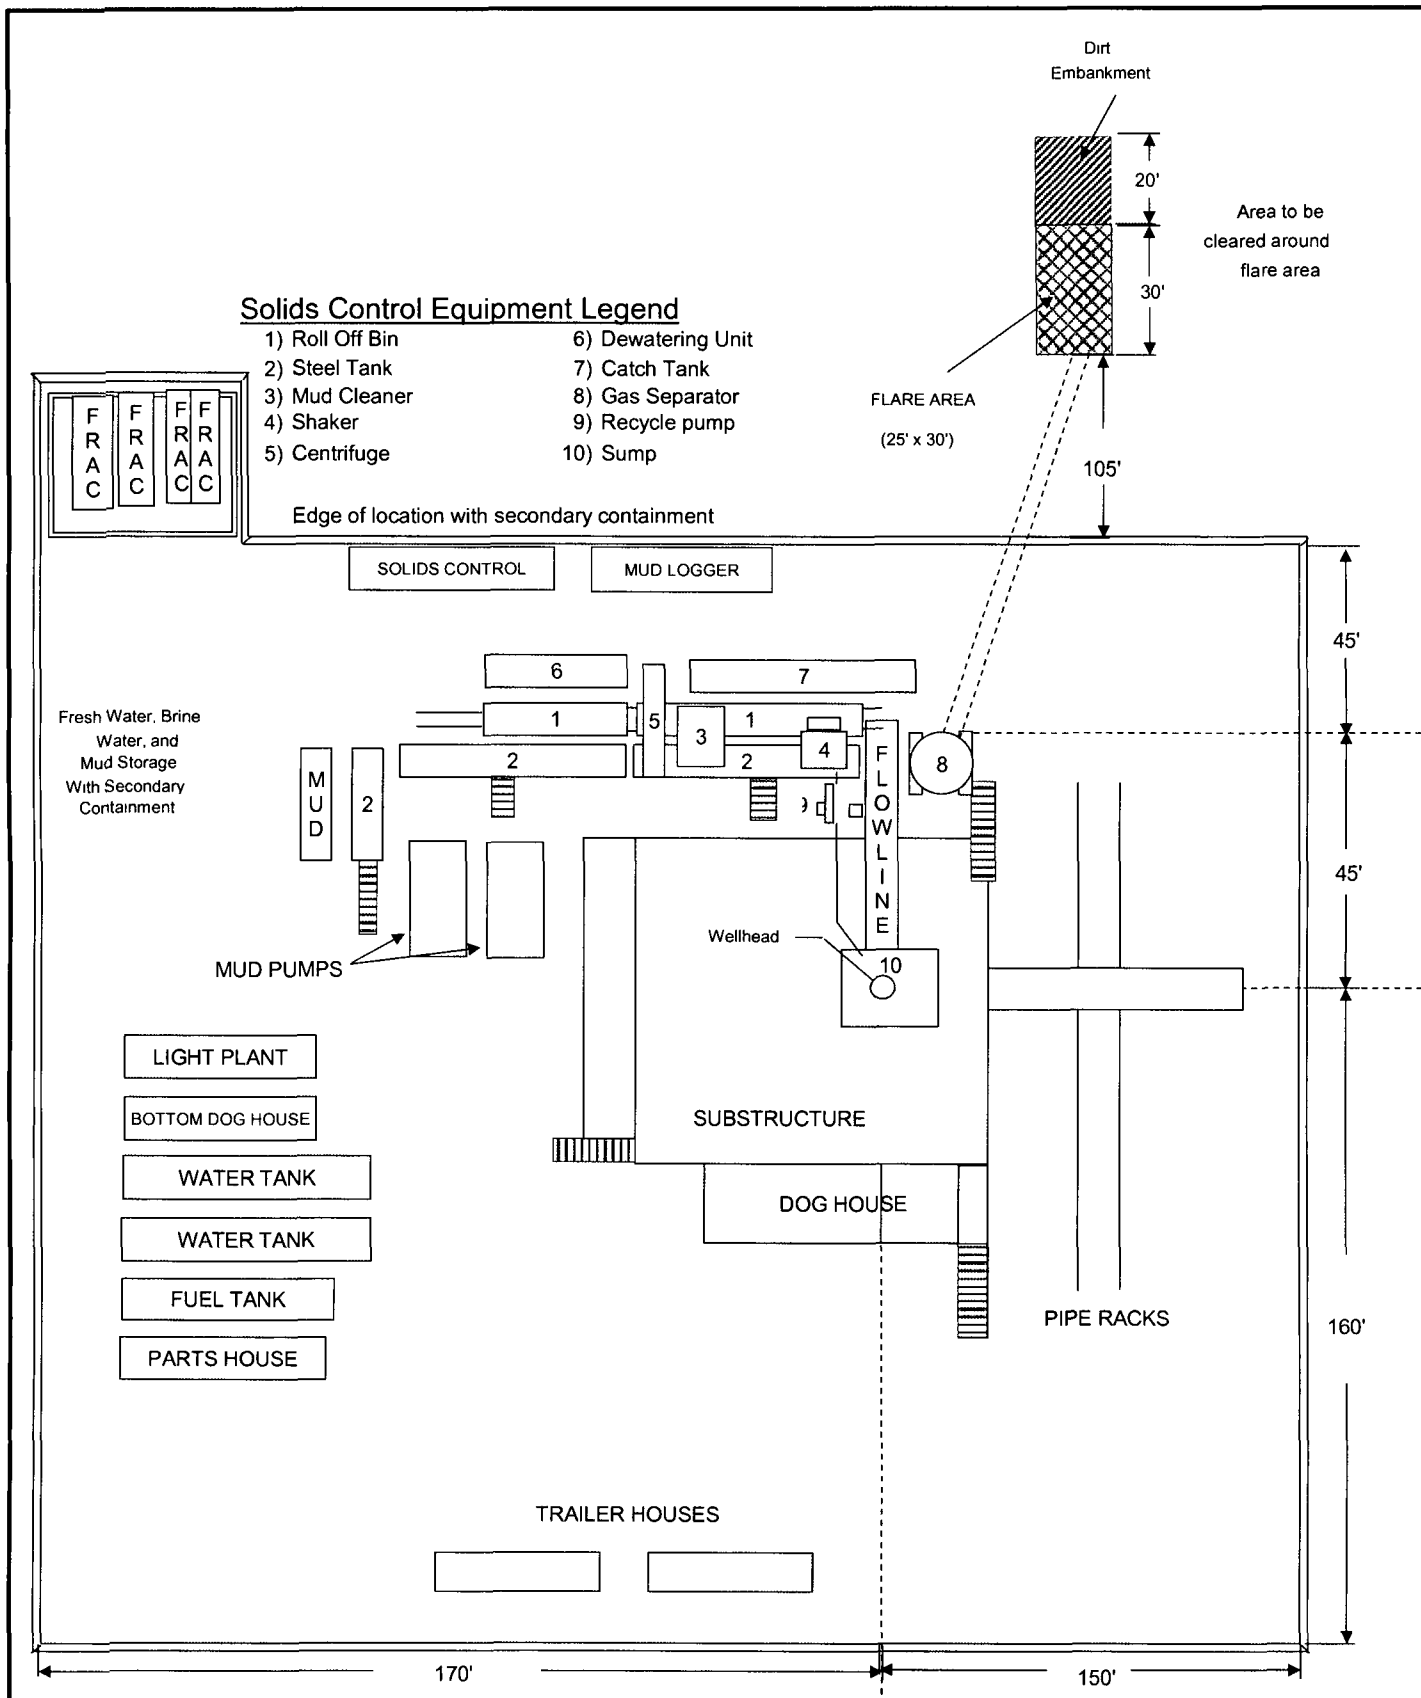 Dirt
Embankment
20'
Area to be
cleared around
flare area
30'
Solids Control Equipment Legend
1) Roll Off Bin
2) Steel Tank
3) Mud Cleaner
4) Shaker
5) Centrifuge
6) Dewatering Unit
7) Catch Tank
8) Gas Separator
9) Recycle pump
10) Sump
FLARE AREA
(25' x 30')
105'
FRAC
FRAC
FRAC
FRAC
Edge of location with secondary containment
SOLIDS CONTROL
MUD LOGGER
45'
6
7
1
5
3
1
4
2
2
8
Fresh Water, Brine
Water, and
Mud Storage
With Secondary
Containment
MUD
2
9
FLOWLINE
45'
Wellhead
10
MUD PUMPS
LIGHT PLANT
BOTTOM DOG HOUSE
WATER TANK
WATER TANK
FUEL TANK
PARTS HOUSE
SUBSTRUCTURE
DOG HOUSE
PIPE RACKS
160'
TRAILER HOUSES
170'
150'